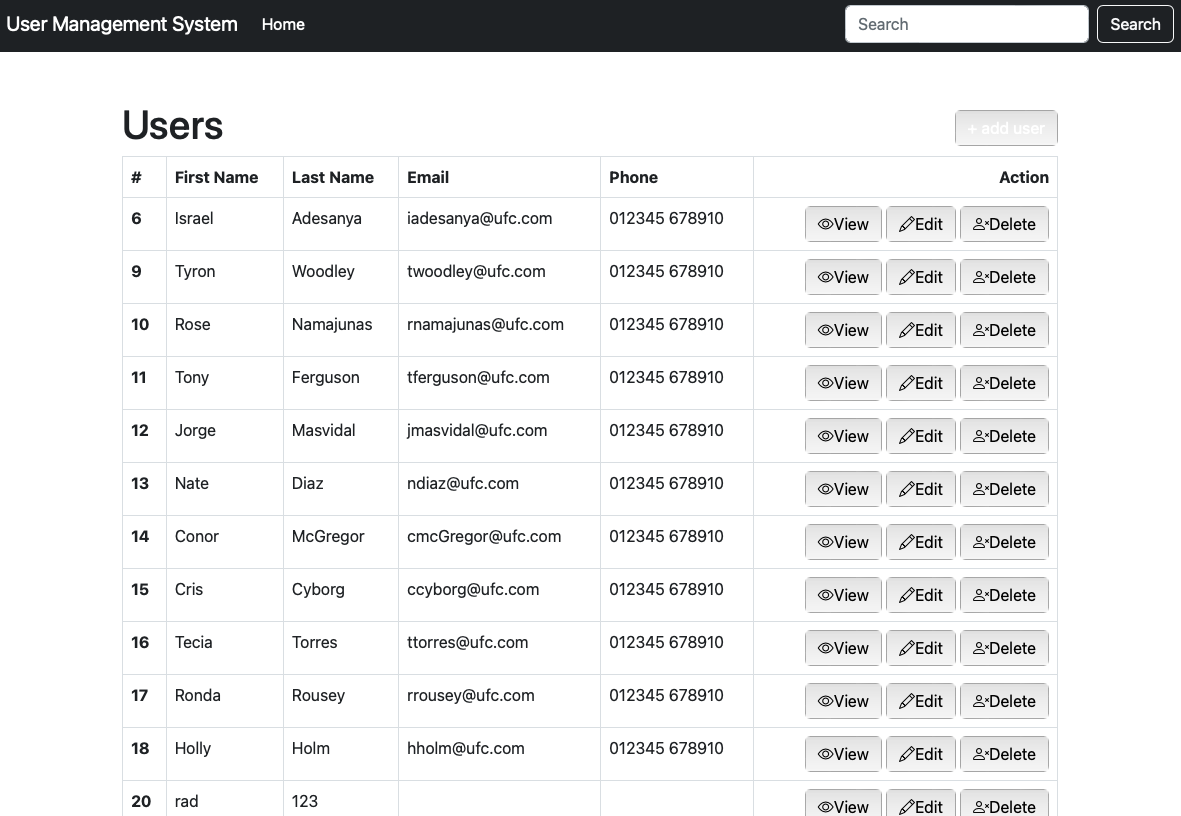 User Management System Home Search Search
Users + add user
# First Name Last Name Email Phone Action
6 Israel Adesanya iadesanya@ufc.com 012345 678910 View Edit Delete
9 Tyron Woodley twoodley@ufc.com 012345 678910 View Edit Delete
10 Rose Namajunas rnamajunas@ufc.com 012345 678910 View Edit Delete
11 Tony Ferguson tferguson@ufc.com 012345 678910 View Edit Delete
12 Jorge Masvidal jmasvidal@ufc.com 012345 678910 View Edit Delete
13 Nate Diaz ndiaz@ufc.com 012345 678910 View Edit Delete
14 Conor McGregor cmcGregor@ufc.com 012345 678910 View Edit Delete
15 Cris Cyborg ccyborg@ufc.com 012345 678910 View Edit Delete
16 Tecia Torres ttorres@ufc.com 012345 678910 View Edit Delete
17 Ronda Rousey rrousey@ufc.com 012345 678910 View Edit Delete
18 Holly Holm hholm@ufc.com 012345 678910 View Edit Delete
20 rad 123 View Edit Delete